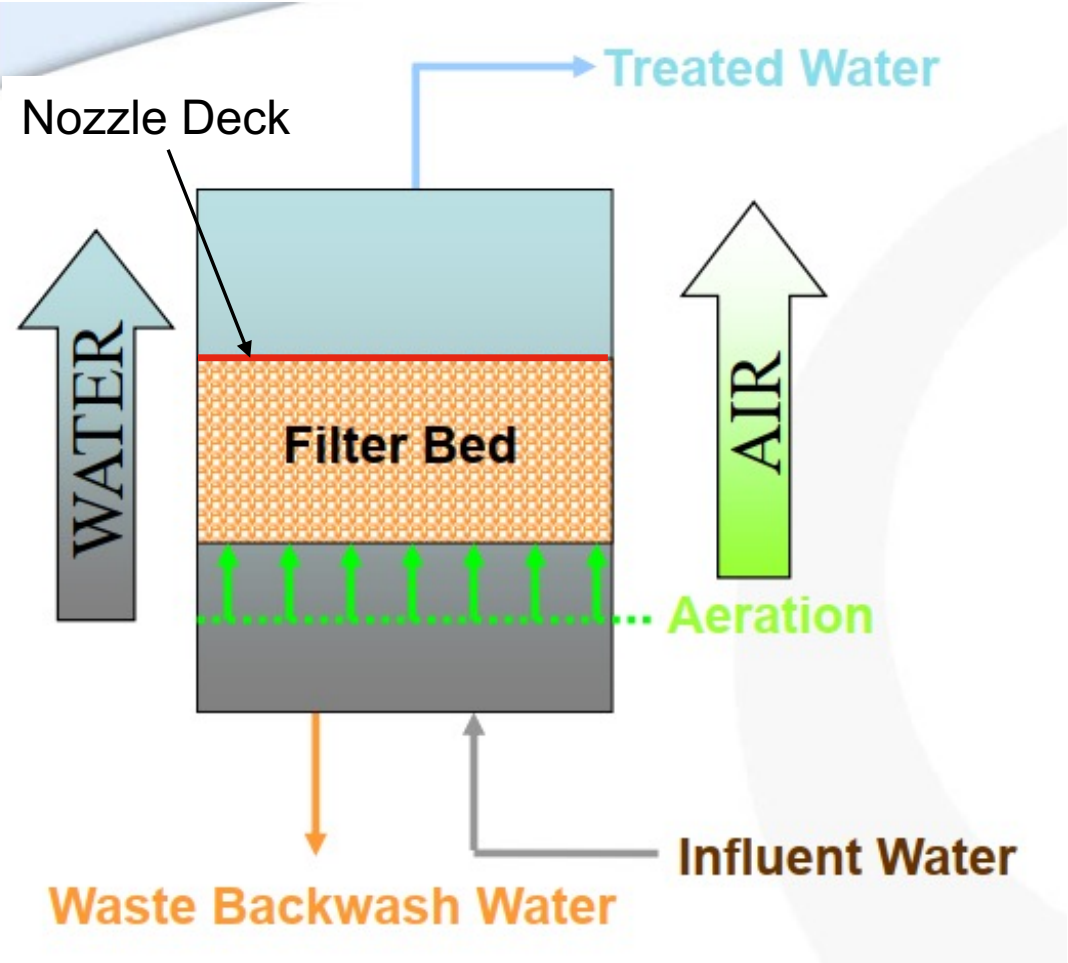 Treated Water
Nozzle Deck
WATER
AIR
Filter Bed
Aeration
Influent Water
Waste Backwash Water